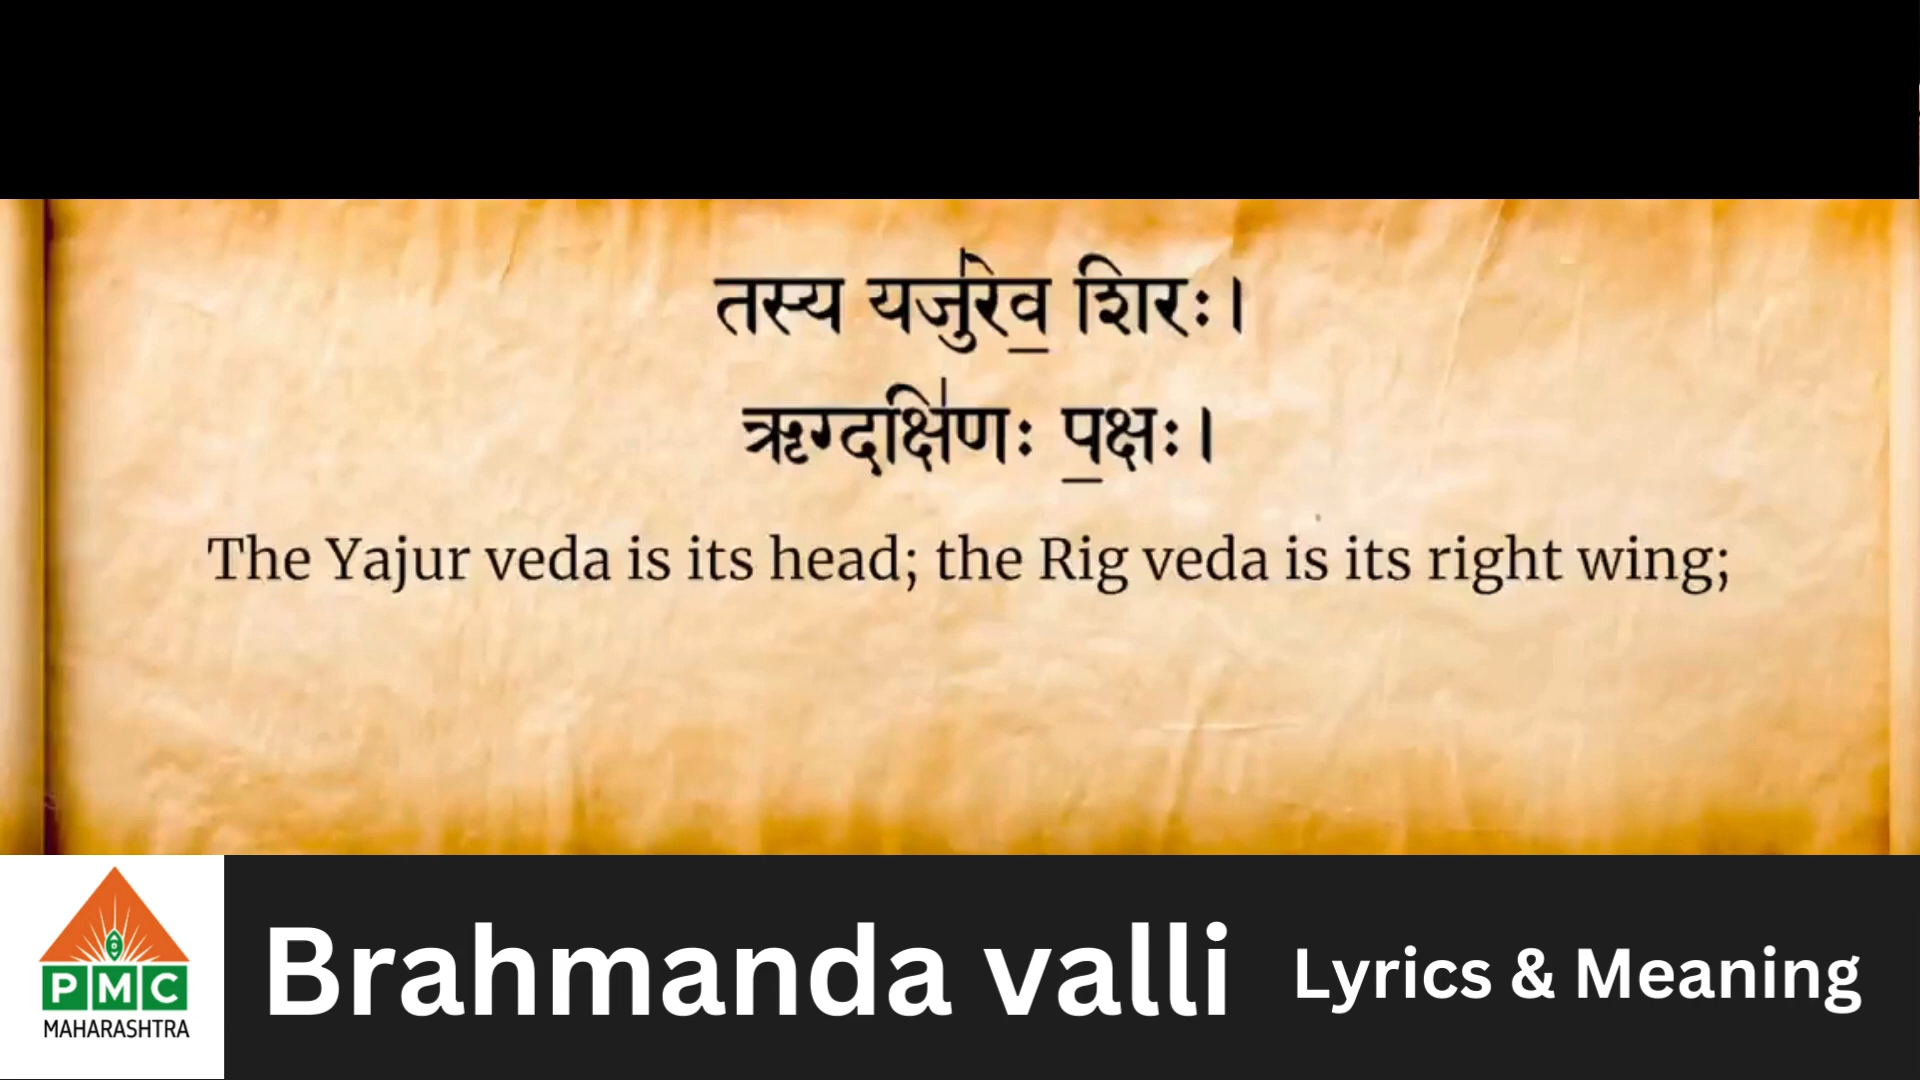 तस्य यजु॑रेव॒ शिरः।
ऋग्दक्षि॑णः प॒क्षः।
The Yajur veda is its head; the Rig veda is its right wing;
PMC
MAHARASHTRA
Brahmanda valli
Lyrics & Meaning